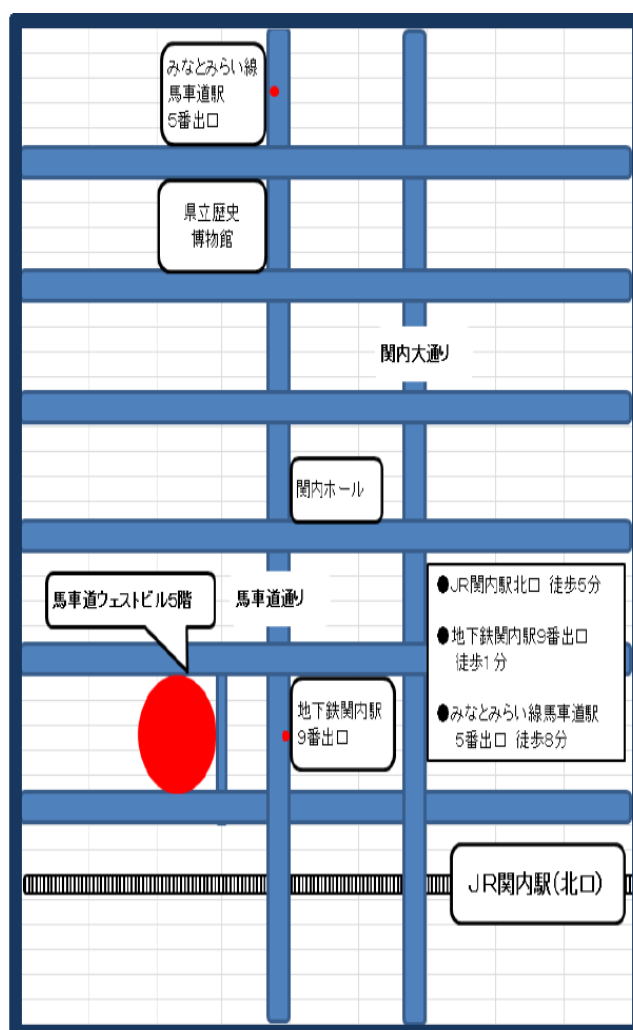 みなとみらい線
馬車道駅
5番出口
県立歴史
博物館
関内大通り
関内ホール
馬車道ウェストビル5階
馬車道通り
●JR関内駅北口 徒歩5分
●地下鉄関内駅9番出口
徒歩1分
●みなとみらい線馬車道駅
5番出口 徒歩8分
地下鉄関内駅
9番出口
JR関内駅(北口)